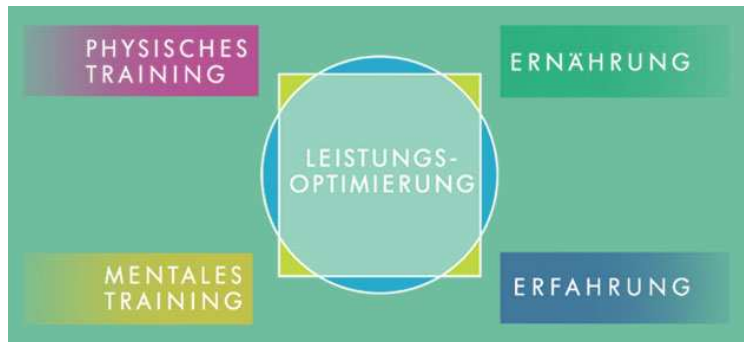 PHYSISCHES
TRAINING
ERNÄHRUNG
LEISTUNGS-
OPTIMIERUNG
MENTALES
TRAINING
ERFAHRUNG